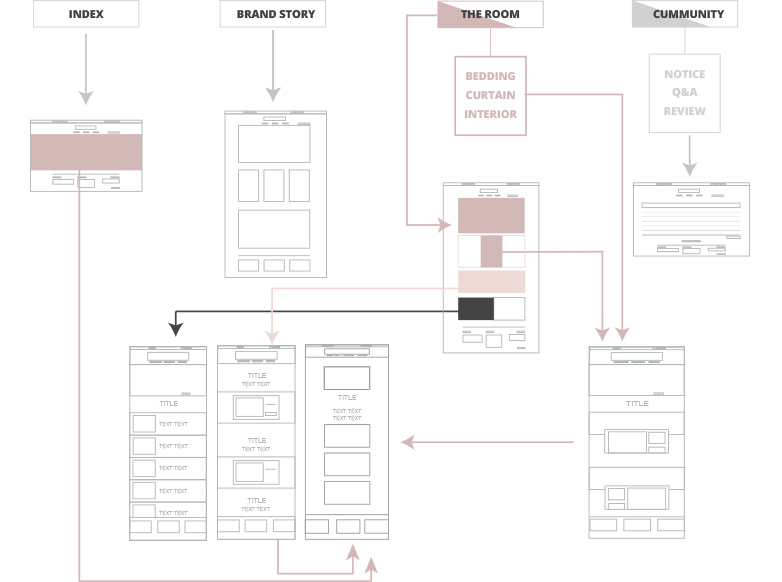 INDEX
BRAND STORY
THE ROOM
CUMMUNITY
BEDDING
CURTAIN
INTERIOR
NOTICE
Q&A
REVIEW
TITLE
TEXT TEXT
TEXT TEXT
TEXT TEXT
TEXT TEXT
TEXT TEXT
TITLE
TEXT TEXT
TITLE
TEXT TEXT
TITLE
TEXT TEXT
TITLE
TEXT TEXT
TEXT TEXT
TITLE